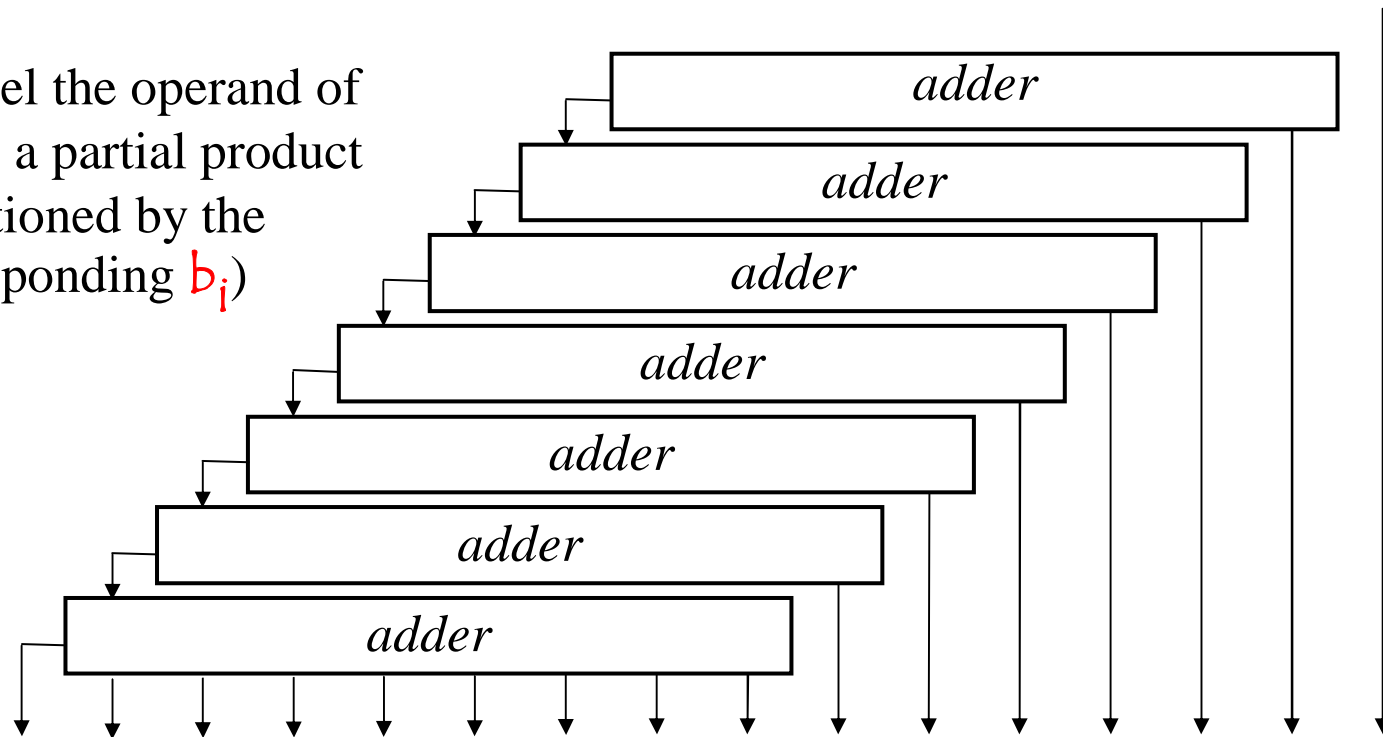 adder
el the operand of
a partial product
adder
tioned by the
ponding bi)
adder
adder
adder
adder
adder